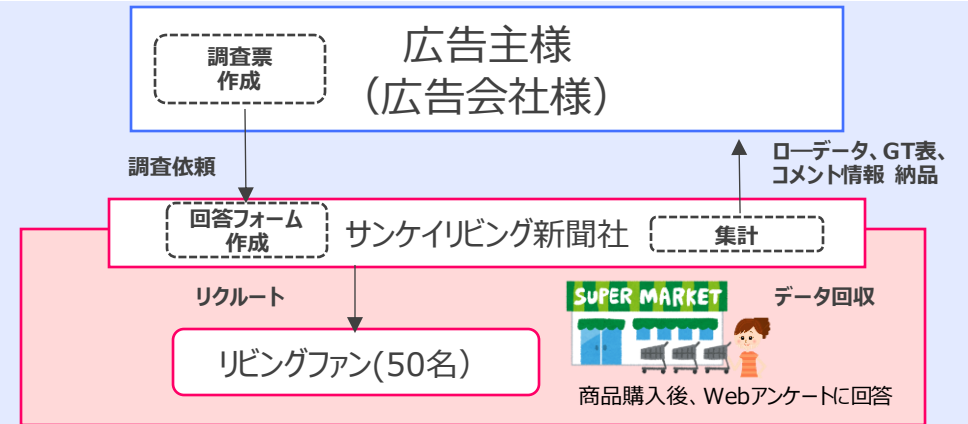 調査票
作成
広告主様
（広告会社様）
調査依頼
ローデータ、GT表、
コメント情報 納品
回答フォーム
作成
サンケイリビング新聞社
集計
リクルート
SUPER MARKET
データ回収
リビングファン(50名）
商品購入後、Webアンケートに回答